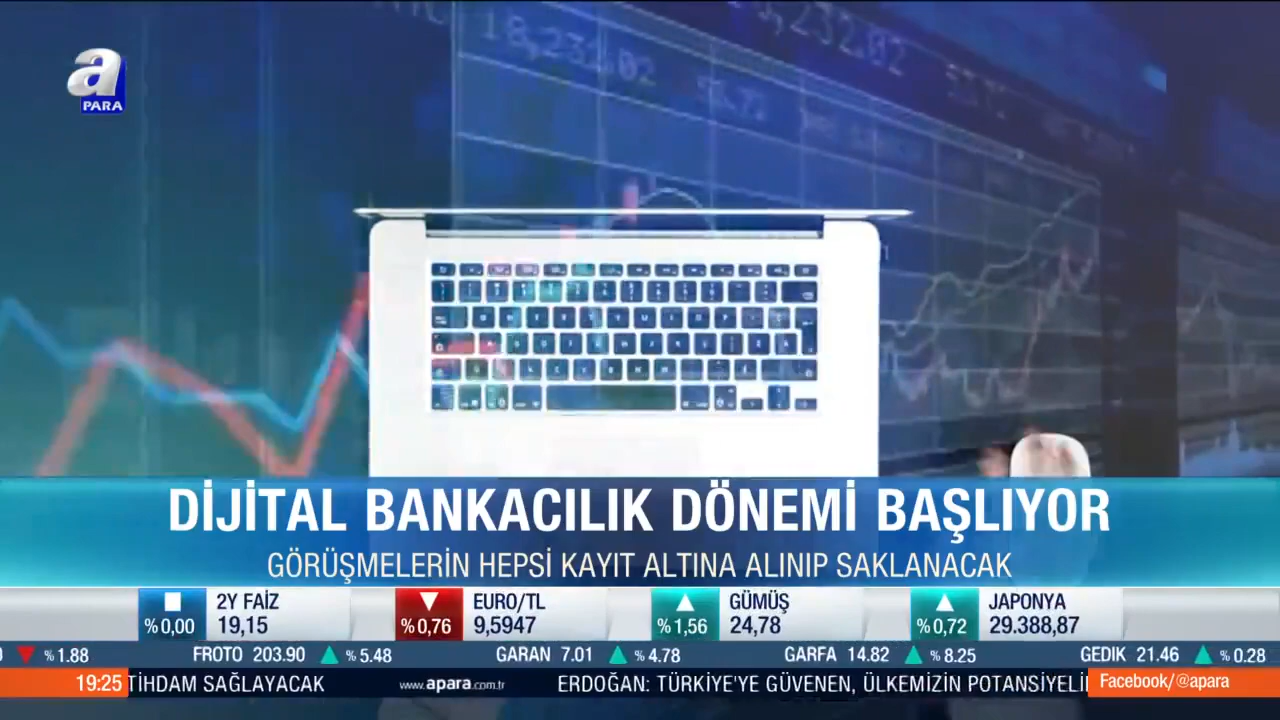 18,232.02
a
PARA
DİJİTAL BANKACILIK DÖNEMİ BAŞLIYOR
GÖRÜŞMELERİN HEPSİ KAYIT ALTINA ALINIP SAKLANACAK
%0,00 2Y FAİZ 19,15
%0,76 EURO/TL 9,5947
%1,56 GÜMÜŞ 24,78
%0,72 JAPONYA 29.388,87
%1.88 FROTO 203.90 %5.48 GARAN 7.01 %4.78 GARFA 14.82 %8.25 GEDIK 21.46 %0.28
19:25 TİHDAM SAĞLAYACAK www.apara.com.tr ERDOĞAN: TÜRKİYE'YE GÜVENEN, ÜLKEMİZİN POTANSİYELİ Facebook/@apara